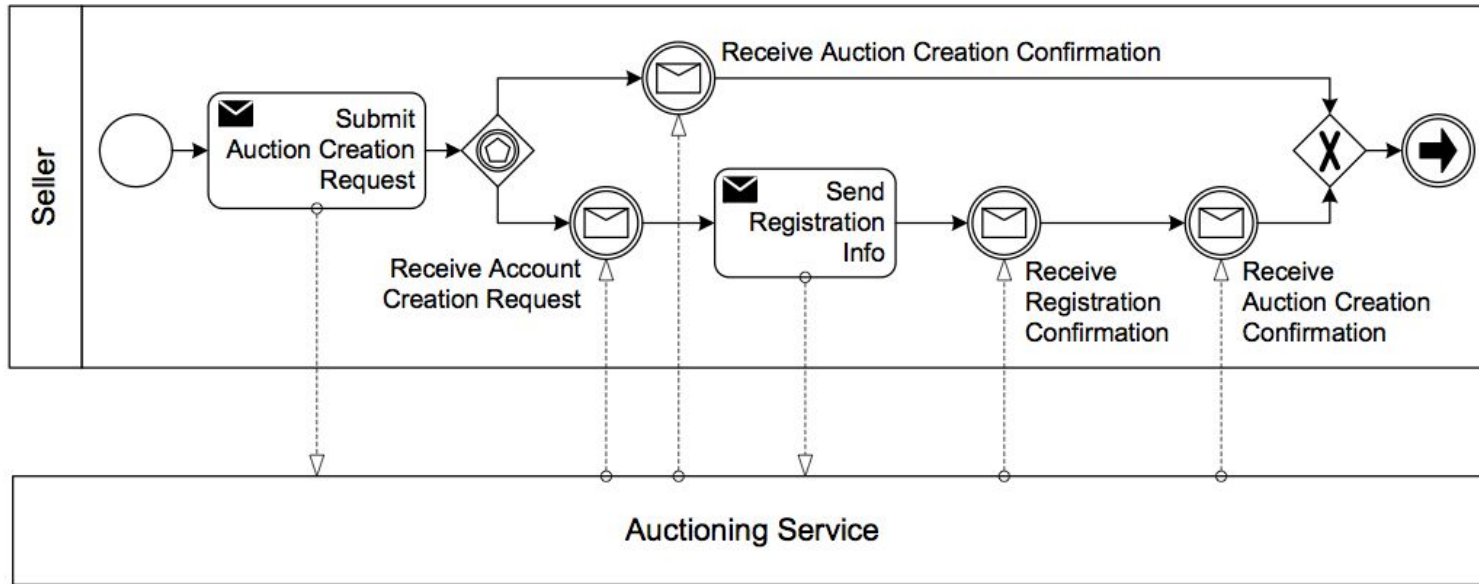 Seller
Receive Auction Creation Confirmation
Submit
Auction Creation
Request
Send
Registration
Info
Receive Account
Creation Request
Receive
Registration
Confirmation
Receive
Auction Creation
Confirmation
Auctioning Service